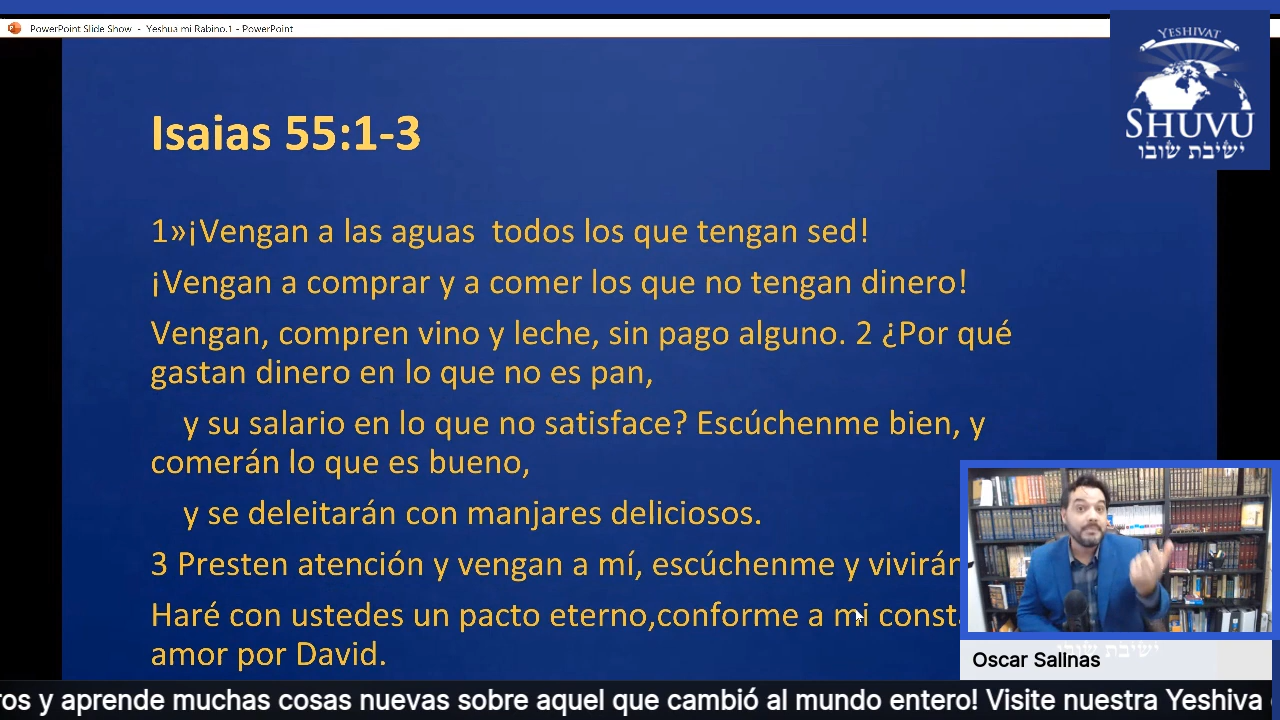 PowerPoint Slide Show - Yeshua mi Rabino.1 - PowerPoint
YESHIVAT
SHUVU
ישיבת שובו
Isaias 55:1-3
1»¡Vengan a las aguas todos los que tengan sed!
¡Vengan a comprar y a comer los que no tengan dinero!
Vengan, compren vino y leche, sin pago alguno. 2 ¿Por qué
gastan dinero en lo que no es pan,
y su salario en lo que no satisface? Escúchenme bien, y
comerán lo que es bueno,
y se deleitarán con manjares deliciosos.
3 Presten atención y vengan a mí, escúchenme y vivirán
Haré con ustedes un pacto eterno,conforme a mi const
amor por David.
Oscar Salinas
ros y aprende muchas cosas nuevas sobre aquel que cambió al mundo entero! Visite nuestra Yeshiva